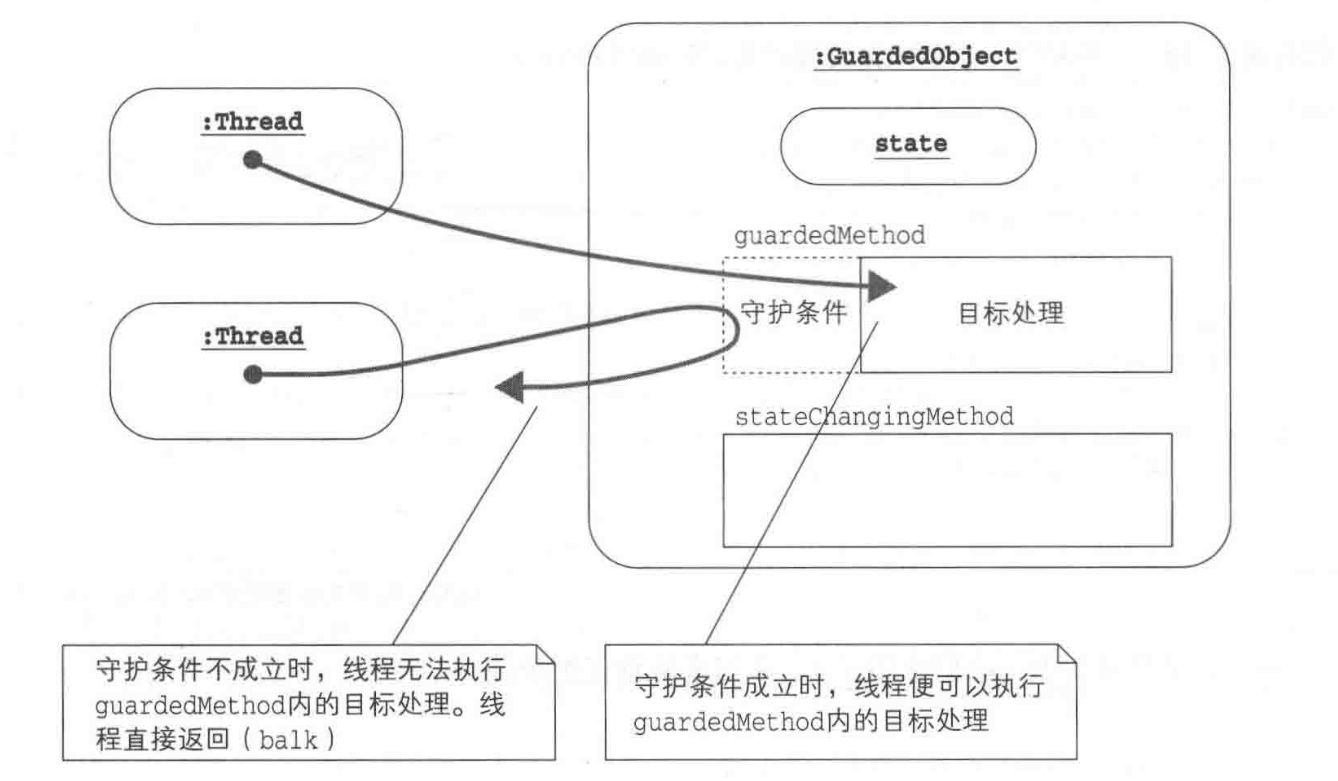 :GuardedObject
:Thread
state
guardedMethod
守护条件
目标处理
:Thread
stateChangingMethod
守护条件不成立时，线程无法执行
guardedMethod内的目标处理。线
程直接返回（balk）
守护条件成立时，线程便可以执行
guardedMethod内的目标处理